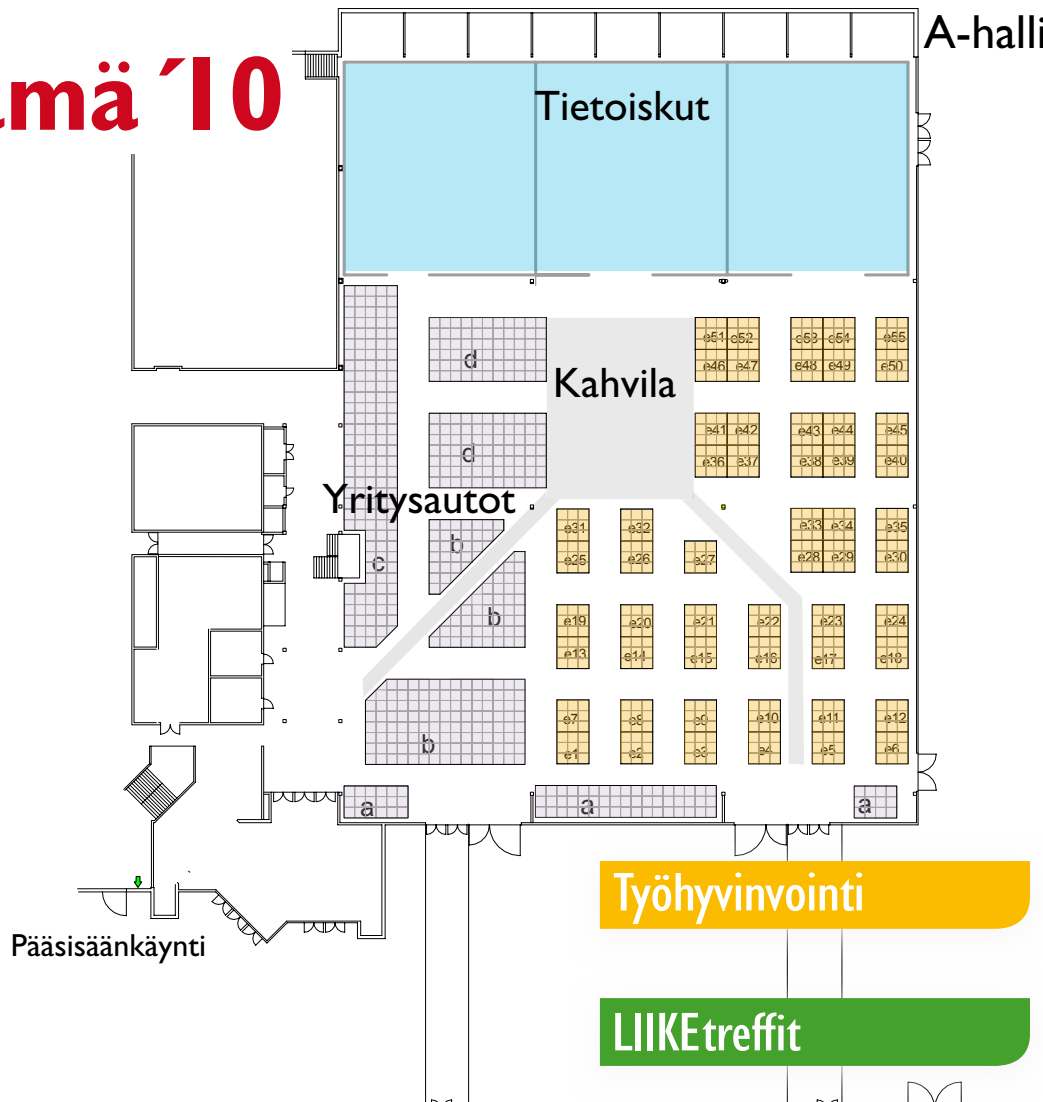 A-halli
ämä ´10
Tietoiskut
e51 e52 e53 e54 e55
d
e46 e47 e48 e49 e50
Kahvila
e41 e42 e43 e44 e45
d
e36 e37 e38 e39 e40
Yritysautot
e31 e32 e33 e34 e35
b
c
e25 e26 e27 e28 e29 e30
b
e19 e20 e21 e22 e23 e24
e13 e14 e15 e16 e17 e18
e7 e8 e9 e10 e11 e12
b
e1 e2 e3 e4 e5 e6
a a a
Työhyvinvointi
Pääsisäänkäynti
LIIKEtreffit